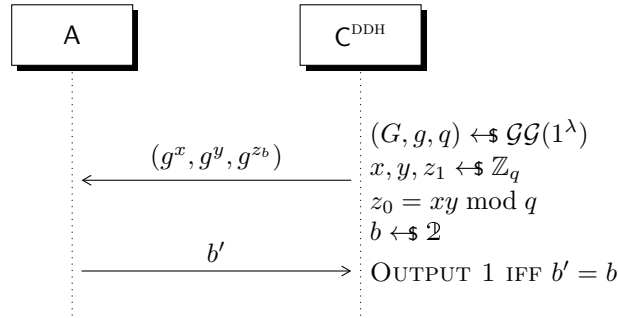 A
C^DDH
(G, g, q) ←$ 𝒢𝒢(1^λ)
(g^x, g^y, g^{z_b})
x, y, z_1 ←$ ℤ_q
z_0 = xy mod q
b ←$ 𝟚
b′
OUTPUT 1 IFF b′ = b